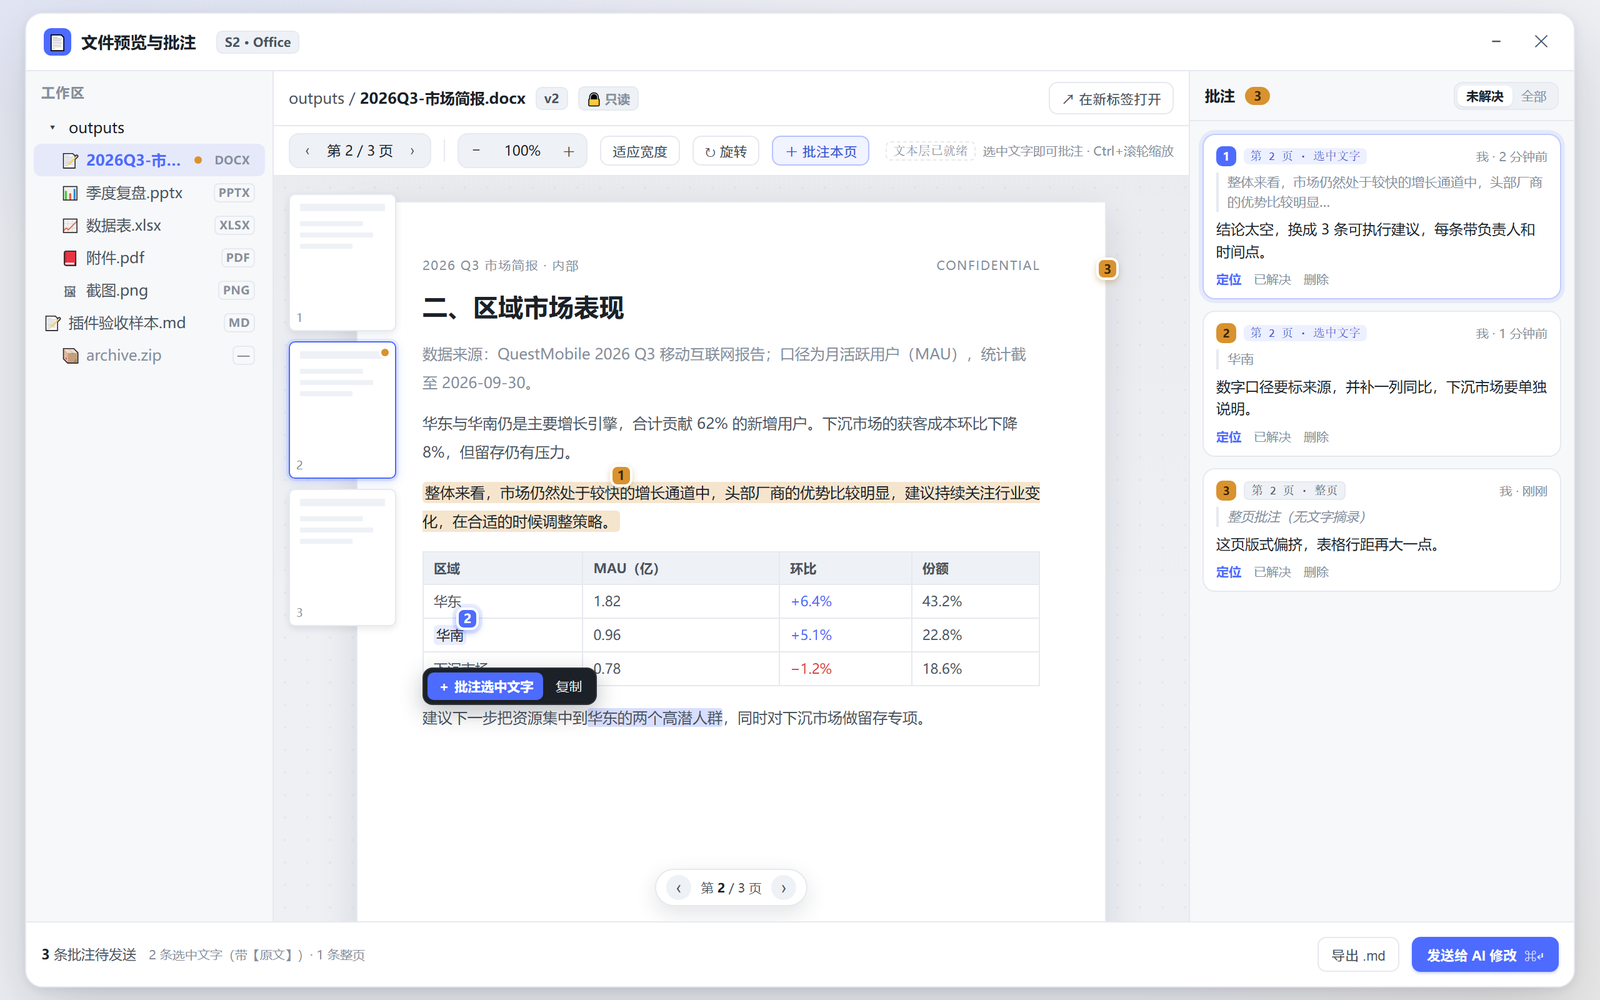 文件预览与批注
S2 • Office
工作区
outputs
2026Q3-市...
DOCX
季度复盘.pptx
PPTX
数据表.xlsx
XLSX
附件.pdf
PDF
截图.png
PNG
插件验收样本.md
MD
archive.zip
—
outputs / 2026Q3-市场简报.docx
v2
只读
↗ 在新标签打开
‹ 第 2 / 3 页 ›
− 100% +
适应宽度
↻ 旋转
+ 批注本页
文本层已就绪
选中文字即可批注 · Ctrl+滚轮缩放
1
2
3
2026 Q3 市场简报 · 内部
CONFIDENTIAL
3
二、区域市场表现
数据来源：QuestMobile 2026 Q3 移动互联网报告；口径为月活跃用户（MAU），统计截
至 2026-09-30。
华东与华南仍是主要增长引擎，合计贡献 62% 的新增用户。下沉市场的获客成本环比下降
8%，但留存仍有压力。
1
整体来看，市场仍然处于较快的增长通道中，头部厂商的优势比较明显，建议持续关注行业变
化，在合适的时候调整策略。
区域 MAU（亿） 环比 份额
华东 1.82 +6.4% 43.2%
2
华南 0.96 +5.1% 22.8%
下沉市场 0.78 −1.2% 18.6%
+ 批注选中文字 复制
建议下一步把资源集中到华东的两个高潜人群，同时对下沉市场做留存专项。
‹ 第 2 / 3 页 ›
批注 3
未解决 全部
1 第 2 页 · 选中文字 我 · 2 分钟前
整体来看，市场仍然处于较快的增长通道中，头部厂商
的优势比较明显...
结论太空，换成 3 条可执行建议，每条带负责人和
时间点。
定位 已解决 删除
2 第 2 页 · 选中文字 我 · 1 分钟前
华南
数字口径要标来源，并补一列同比，下沉市场要单独
说明。
定位 已解决 删除
3 第 2 页 · 整页 我 · 刚刚
整页批注（无文字摘录）
这页版式偏挤，表格行距再大一点。
定位 已解决 删除
3 条批注待发送 2 条选中文字（带【原文】）· 1 条整页
导出 .md
发送给 AI 修改 ⌘↵